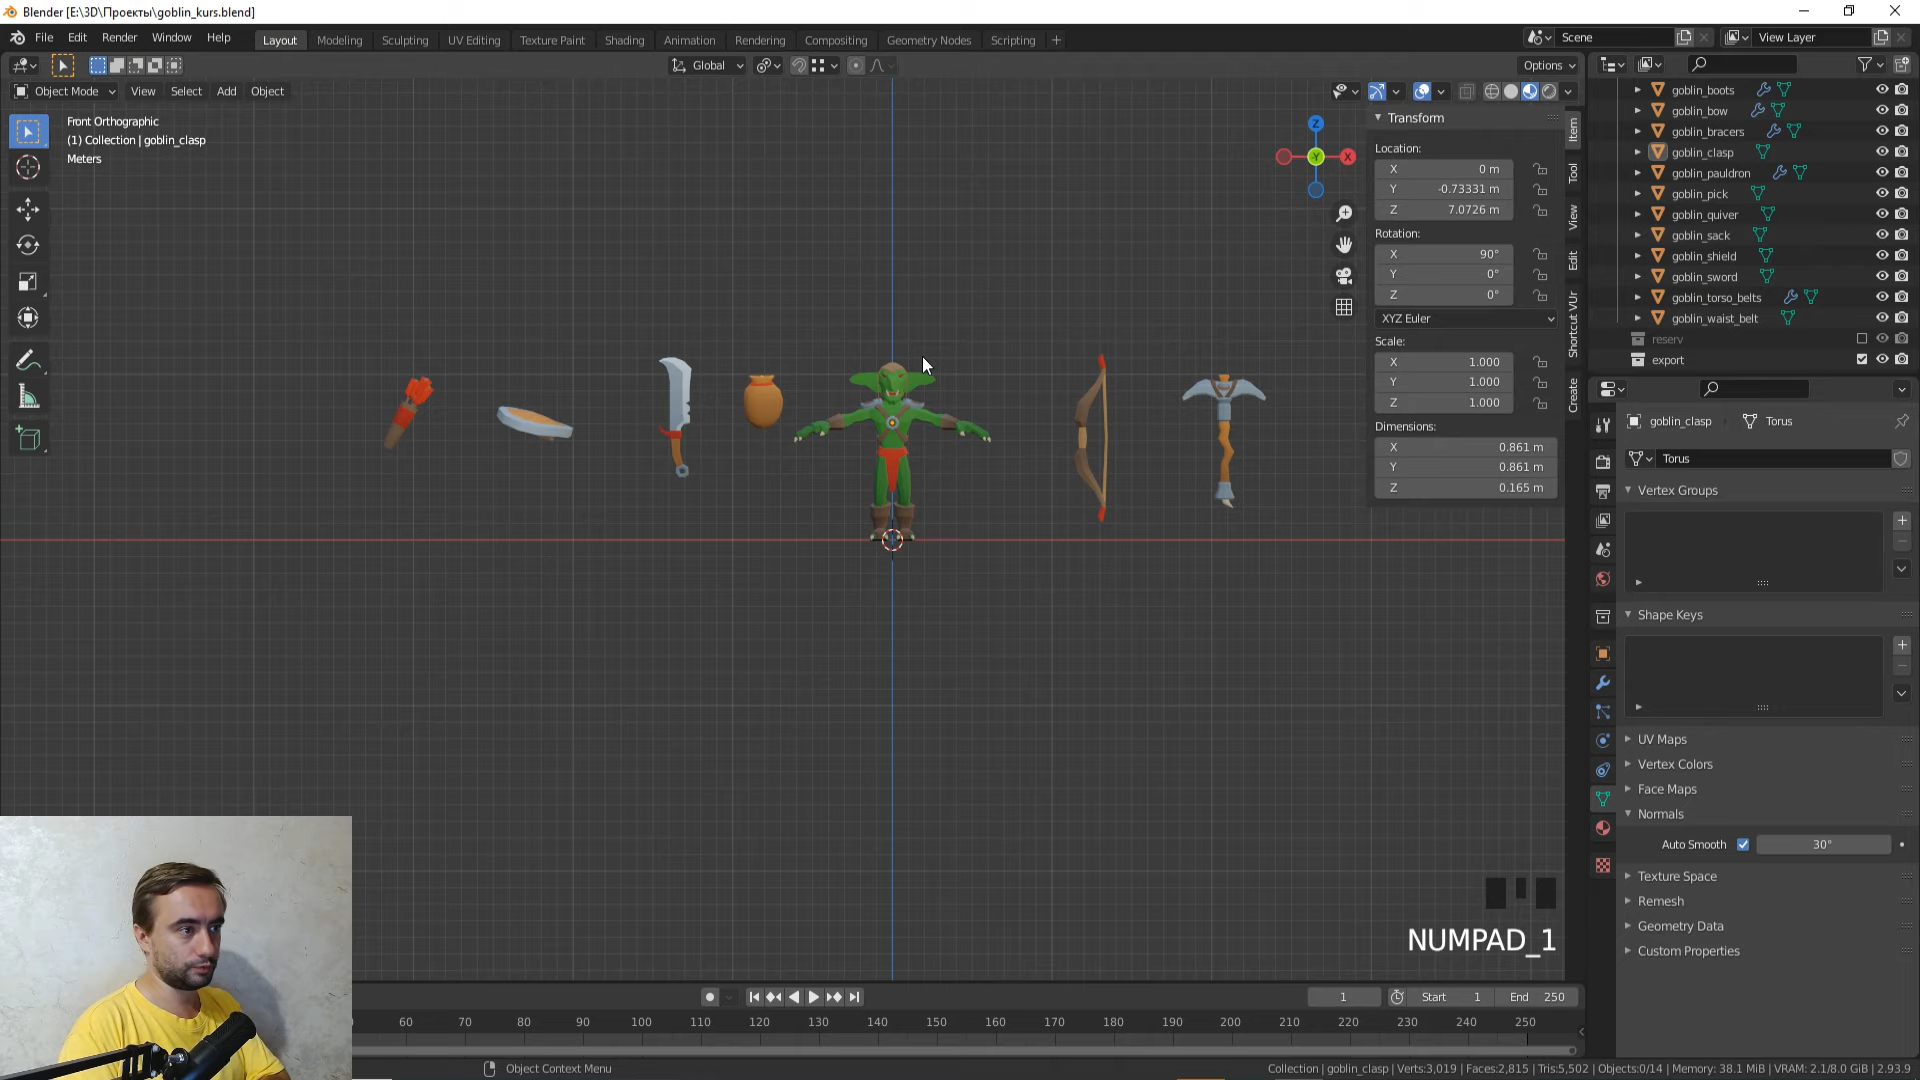 Blender [E:\3D\Проекты\goblin_kurs.blend]
File Edit Render Window Help
Layout Modeling Sculpting UV Editing Texture Paint Shading Animation Rendering Compositing Geometry Nodes Scripting +
Scene
View Layer
Global
Options
Object Mode View Select Add Object
Front Orthographic
(1) Collection | goblin_clasp
Meters
Z
-Y
X
Transform
Location:
X 0 m
Y -0.73331 m
Z 7.0726 m
Rotation:
X 90°
Y 0°
Z 0°
XYZ Euler
Scale:
X 1.000
Y 1.000
Z 1.000
Dimensions:
X 0.861 m
Y 0.861 m
Z 0.165 m
Item
Tool
View
Edit
Shortcut VUr
Create
goblin_boots
goblin_bow
goblin_bracers
goblin_clasp
goblin_pauldron
goblin_pick
goblin_quiver
goblin_sack
goblin_shield
goblin_sword
goblin_torso_belts
goblin_waist_belt
reserv
export
goblin_clasp Torus
Torus
Vertex Groups
Shape Keys
UV Maps
Vertex Colors
Face Maps
Normals
Auto Smooth 30°
Texture Space
Remesh
Geometry Data
Custom Properties
NUMPAD_1
1 Start 1 End 250
60 70 80 90 100 110 120 130 140 150 160 170 180 190 200 210 220 230 240 250
Object Context Menu
Collection | goblin_clasp | Verts:3,019 | Faces:2,815 | Tris:5,502 | Objects:0/14 | Memory: 38.1 MiB | VRAM: 2.1/8.0 GiB | 2.93.9